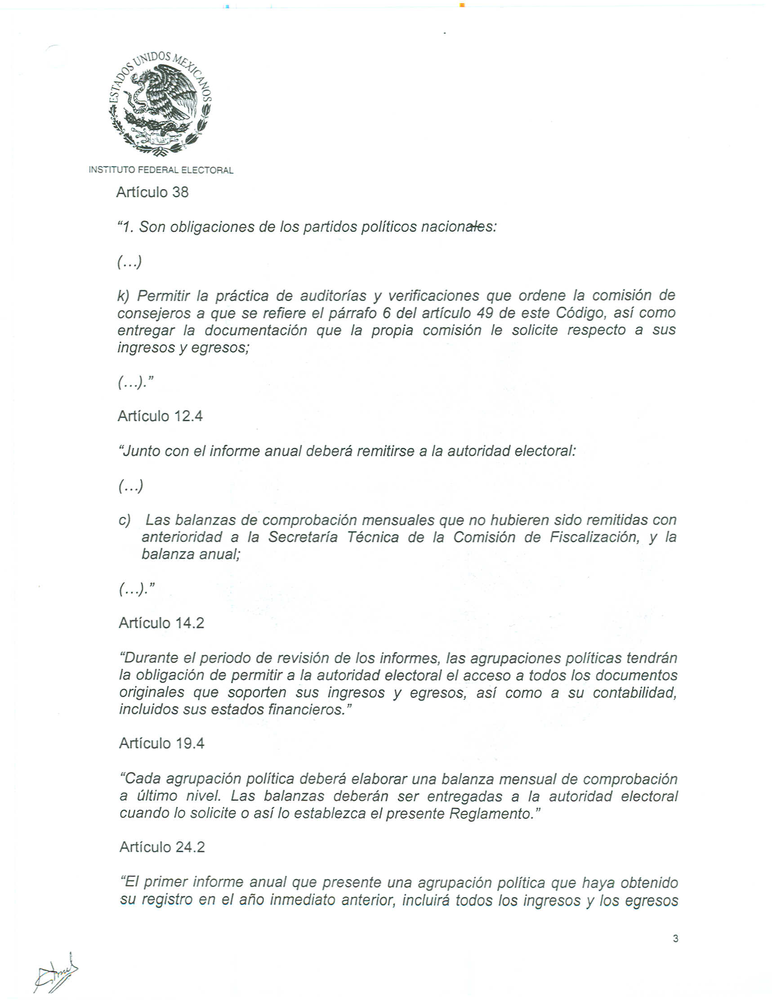 ESTADOS UNIDOS MEXICANOS
INSTITUTO FEDERAL ELECTORAL
Artículo 38
“1. Son obligaciones de los partidos políticos nacionales:
(...)
k) Permitir la práctica de auditorías y verificaciones que ordene la comisión de
consejeros a que se refiere el párrafo 6 del artículo 49 de este Código, así como
entregar la documentación que la propia comisión le solicite respecto a sus
ingresos y egresos;
(...).”
Artículo 12.4
“Junto con el informe anual deberá remitirse a la autoridad electoral:
(...)
c) Las balanzas de comprobación mensuales que no hubieren sido remitidas con
anterioridad a la Secretaría Técnica de la Comisión de Fiscalización, y la
balanza anual;
(...).”
Artículo 14.2
“Durante el periodo de revisión de los informes, las agrupaciones políticas tendrán
la obligación de permitir a la autoridad electoral el acceso a todos los documentos
originales que soporten sus ingresos y egresos, así como a su contabilidad,
incluidos sus estados financieros.”
Artículo 19.4
“Cada agrupación política deberá elaborar una balanza mensual de comprobación
a último nivel. Las balanzas deberán ser entregadas a la autoridad electoral
cuando lo solicite o así lo establezca el presente Reglamento.”
Artículo 24.2
“El primer informe anual que presente una agrupación política que haya obtenido
su registro en el año inmediato anterior, incluirá todos los ingresos y los egresos
3